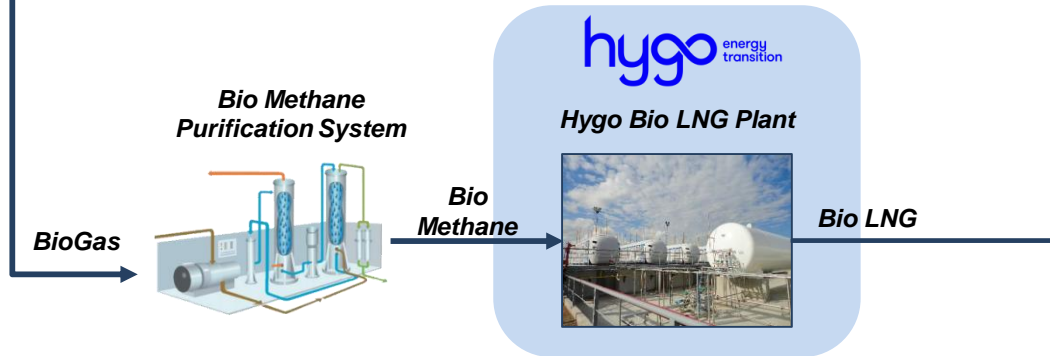 hygo energy
transition
Bio Methane
Purification System
Hygo Bio LNG Plant
BioGas
Bio
Methane
Bio LNG